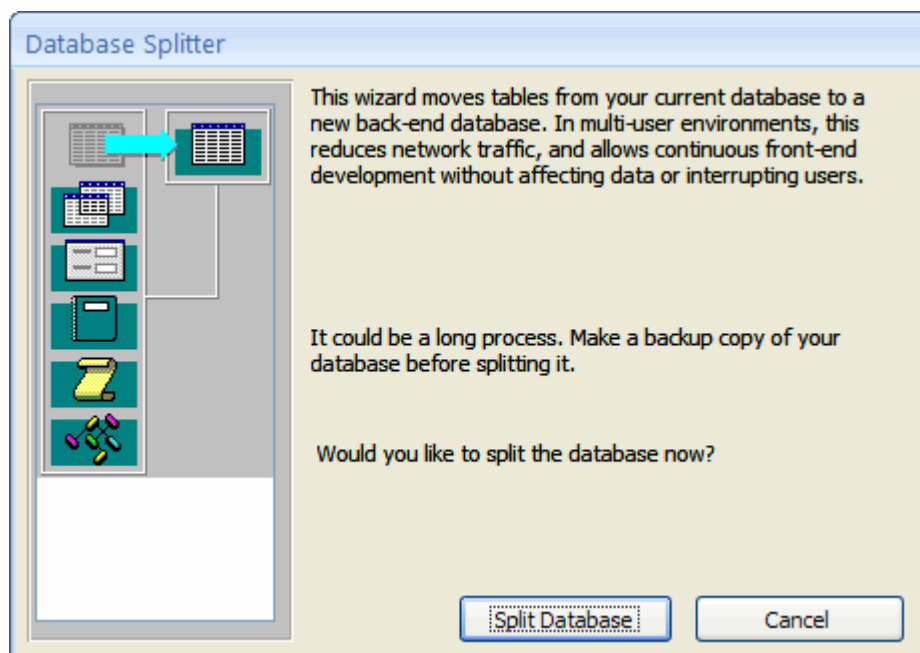 Database Splitter
This wizard moves tables from your current database to a
new back-end database. In multi-user environments, this
reduces network traffic, and allows continuous front-end
development without affecting data or interrupting users.
It could be a long process. Make a backup copy of your
database before splitting it.
Would you like to split the database now?
Split Database
Cancel